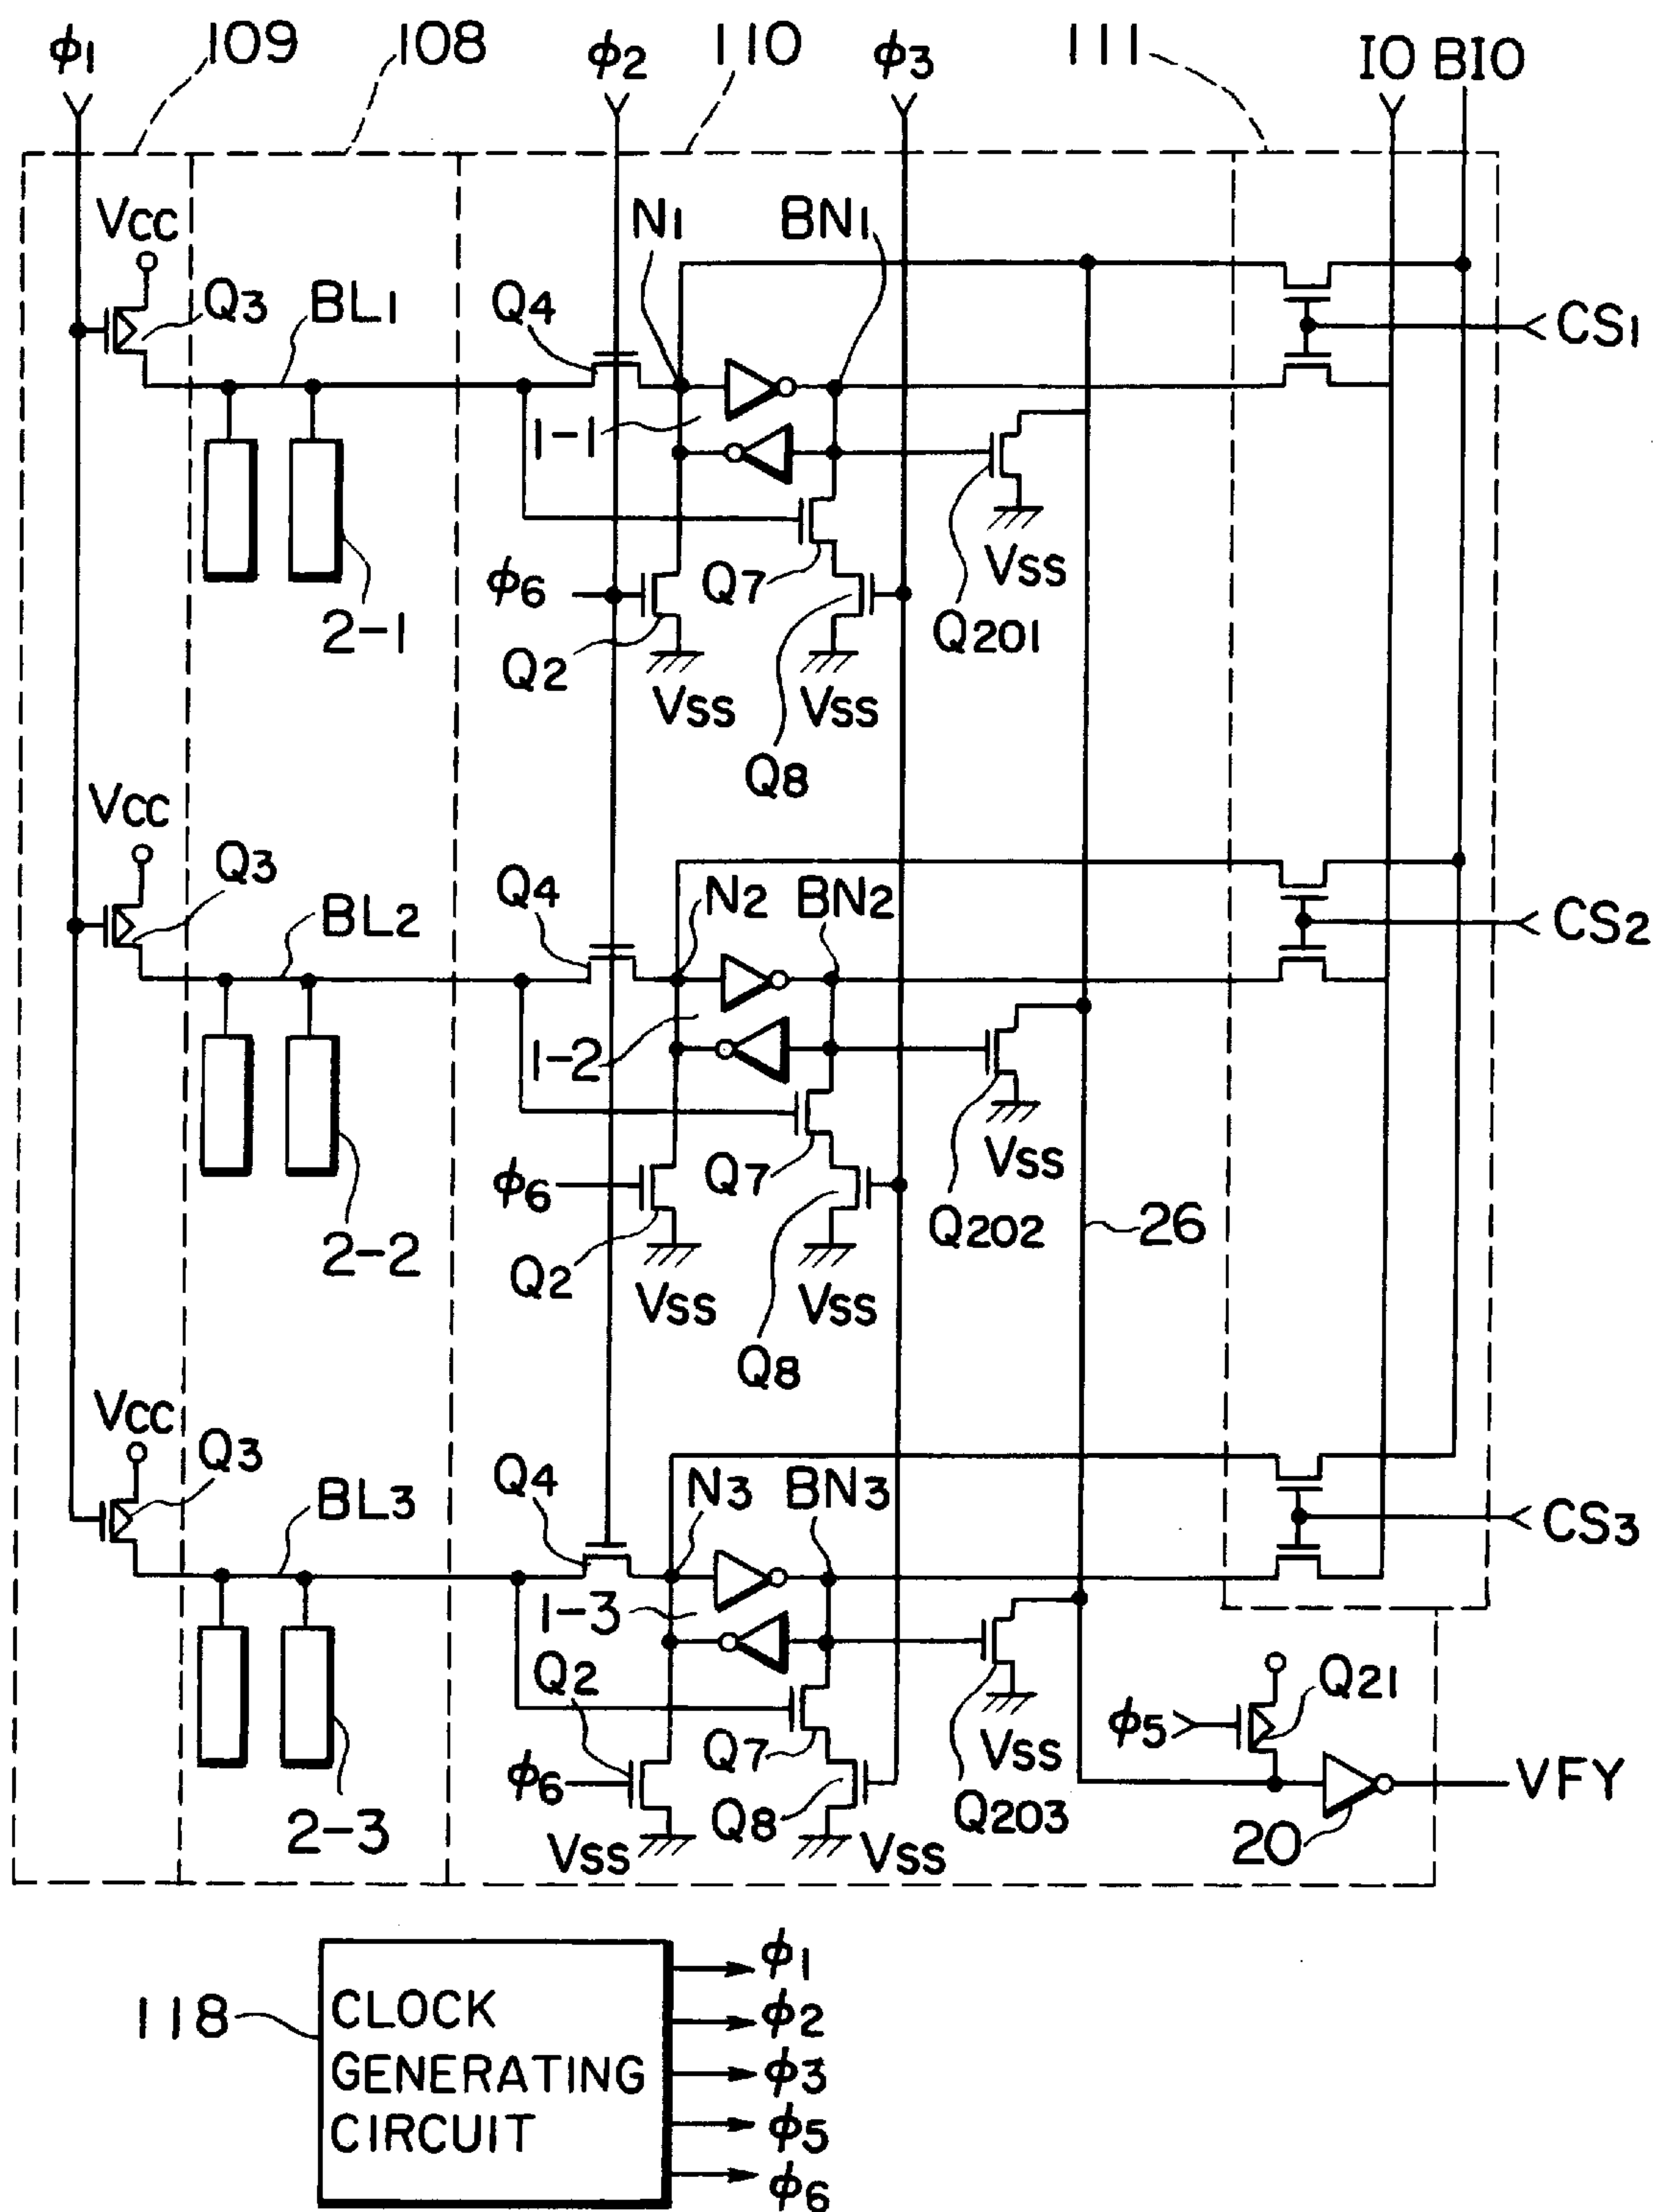 ϕ1 109 108 ϕ2 110 ϕ3 111 IO BIO
VCC N1 BN1
Q3 BL1 Q4 CS1
1-1
ϕ6 Q7 VSS
2-1 Q2 Q201
VSS VSS
Q8
VCC
Q3 Q4 N2 BN2
BL2 CS2
1-2
ϕ6 Q7 VSS
2-2 Q2 Q202 26
VSS VSS
Q8
VCC
Q3 Q4 N3 BN3
BL3 CS3
1-3
Q2 Q21
Q7 VSS ϕ5
ϕ6 VFY
2-3 Q8 Q203 20
VSS VSS
118 CLOCK
GENERATING
CIRCUIT
ϕ1
ϕ2
ϕ3
ϕ5
ϕ6